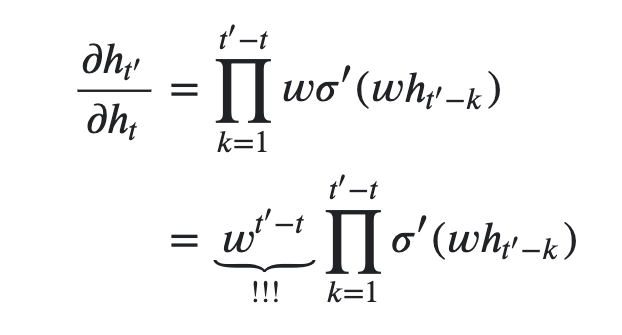 ∂h_{t′}/∂h_t = ∏_{k=1}^{t′−t} wσ′(wh_{t′−k})
= w^{t′−t} ∏_{k=1}^{t′−t} σ′(wh_{t′−k})
!!!